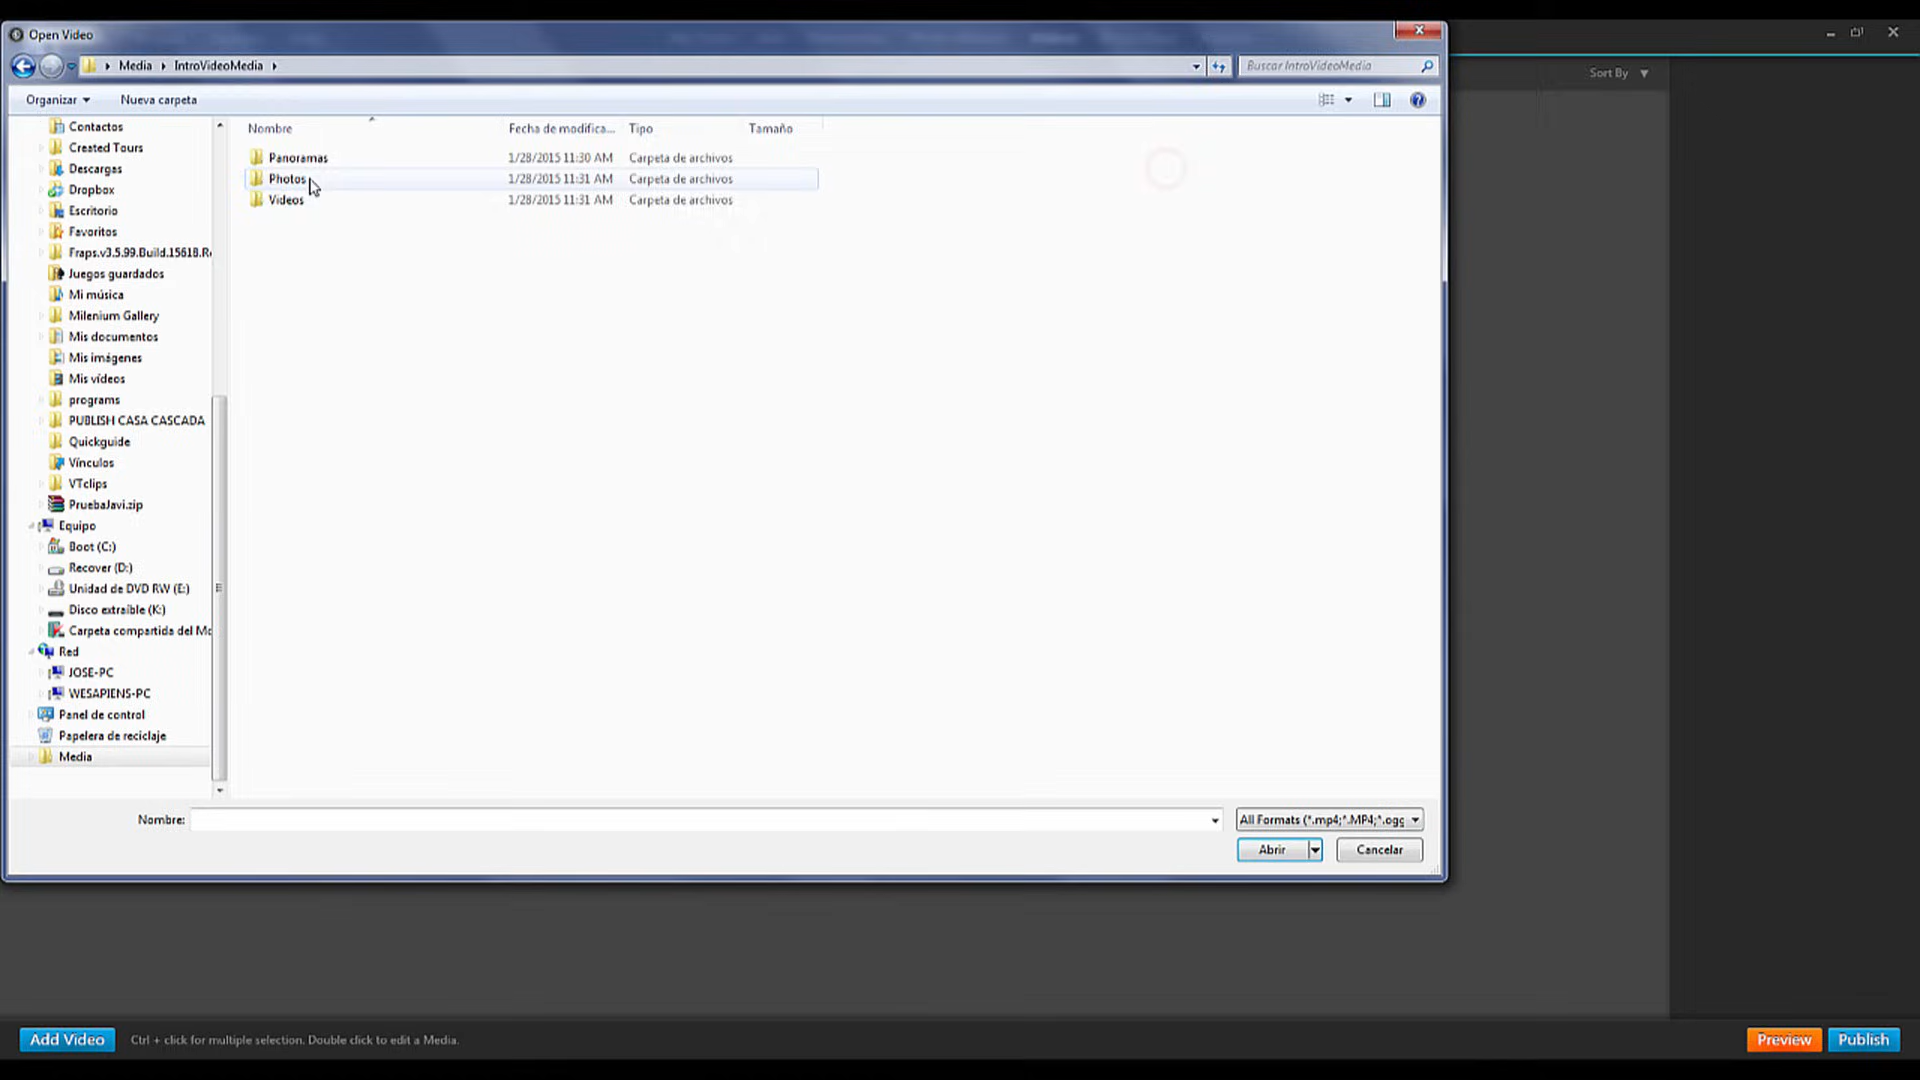 Open Video
Media IntroVideoMedia
Buscar IntroVideoMedia
Sort By
Organizar
Nueva carpeta
Nombre Fecha de modifica... Tipo Tamaño
Panoramas 1/28/2015 11:30 AM Carpeta de archivos
Photos 1/28/2015 11:31 AM Carpeta de archivos
Videos 1/28/2015 11:31 AM Carpeta de archivos
Contactos
Created Tours
Descargas
Dropbox
Escritorio
Favoritos
Fraps.v3.5.99.Build.15618.Re
Juegos guardados
Mi música
Milenium Gallery
Mis documentos
Mis imágenes
Mis vídeos
programs
PUBLISH CASA CASCADA
Quickguide
Vínculos
VTclips
PruebaJavi.zip
Equipo
Boot (C:)
Recover (D:)
Unidad de DVD RW (E:)
Disco extraíble (K:)
Carpeta compartida del Mo
Red
JOSE-PC
WESAPIENS-PC
Panel de control
Papelera de reciclaje
Media
Nombre:
All Formats (*.mp4;*.MP4;*.ogg
Abrir
Cancelar
Add Video
Ctrl + click for multiple selection. Double click to edit a Media.
Preview
Publish